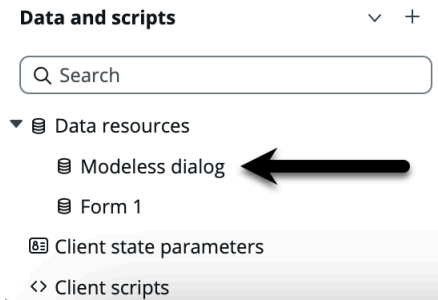 Data and scripts
Search
Data resources
Modeless dialog
Form 1
Client state parameters
Client scripts